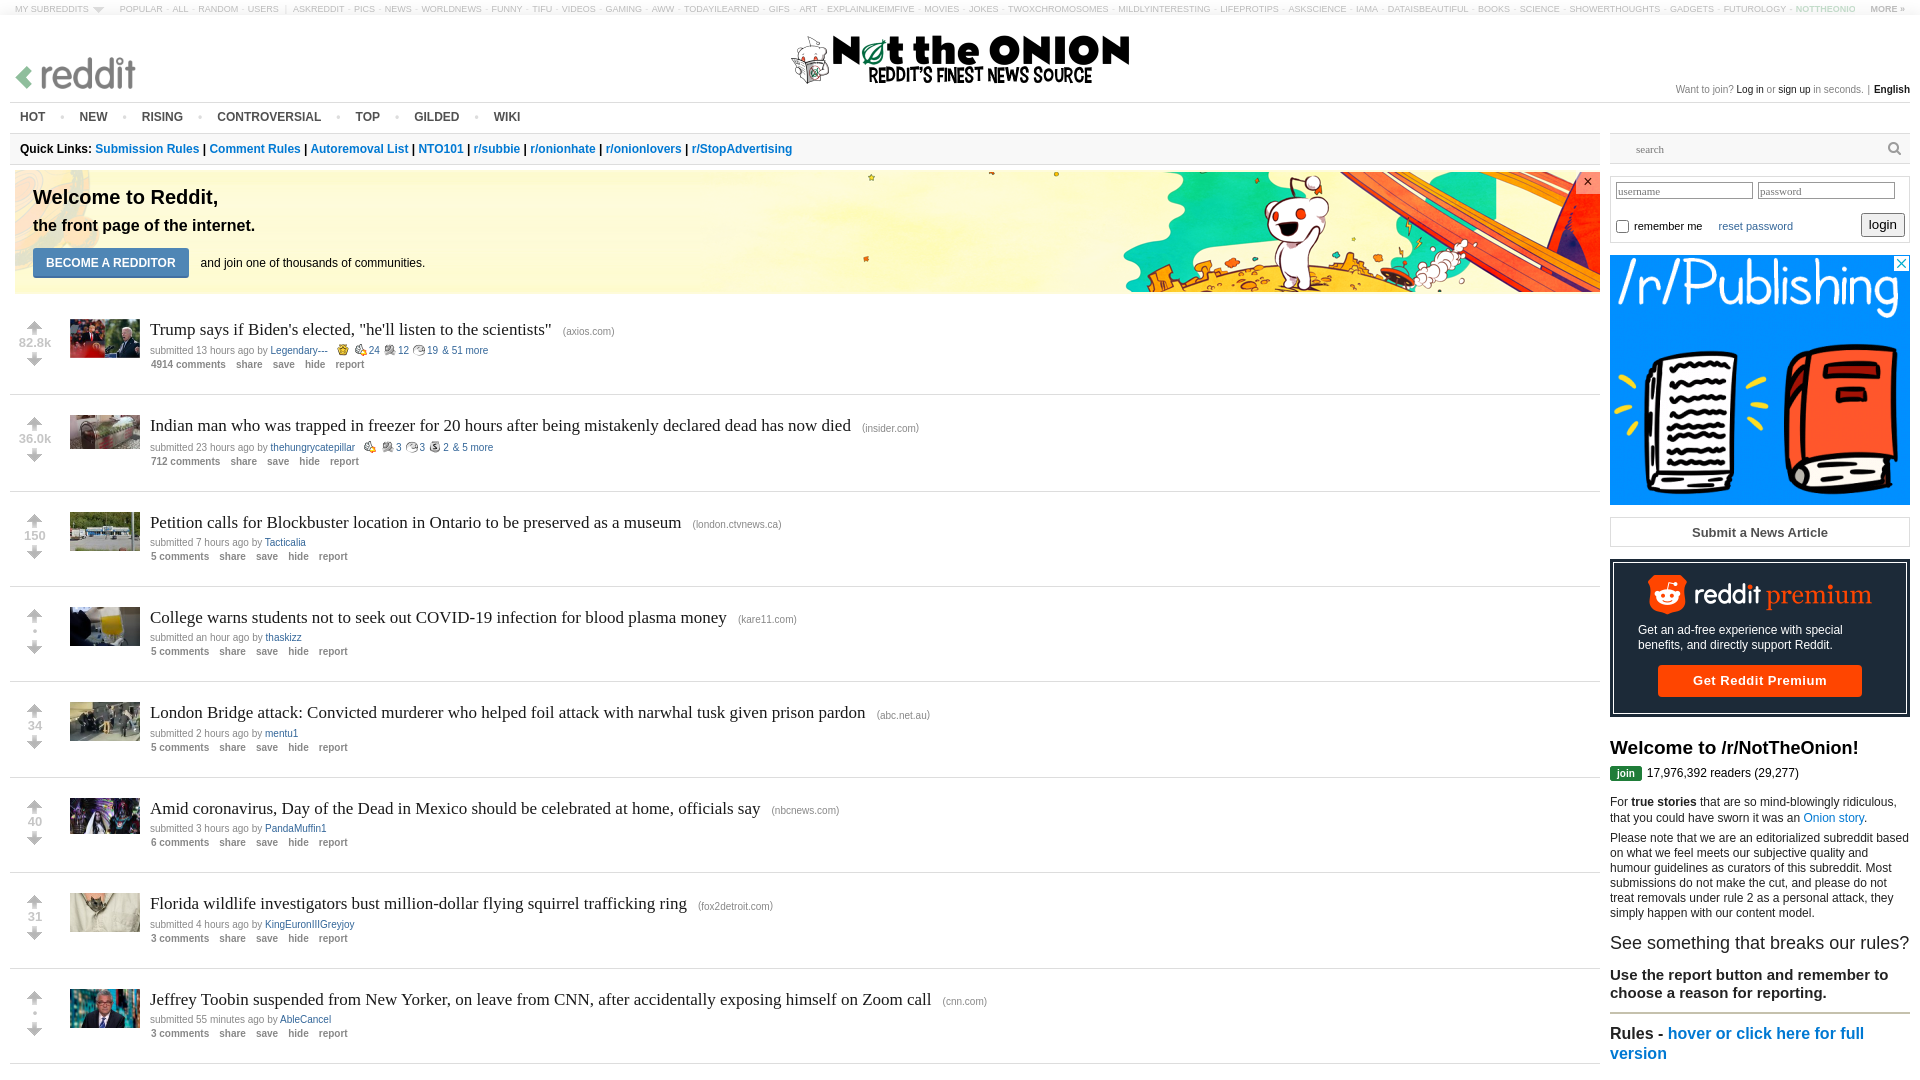 MY SUBREDDITS POPULAR - ALL - RANDOM - USERS | ASKREDDIT - PICS - NEWS - WORLDNEWS - FUNNY - TIFU - VIDEOS - GAMING - AWW - TODAYILEARNED - GIFS - ART - EXPLAINLIKEIMFIVE - MOVIES - JOKES - TWOXCHROMOSOMES - MILDLYINTERESTING - LIFEPROTIPS - ASKSCIENCE - IAMA - DATAISBEAUTIFUL - BOOKS - SCIENCE - SHOWERTHOUGHTS - GADGETS - FUTUROLOGY - NOTTHEONIO MORE »
reddit
Not the ONION
REDDIT'S FINEST NEWS SOURCE
Want to join? Log in or sign up in seconds. | English
HOT • NEW • RISING • CONTROVERSIAL • TOP • GILDED • WIKI
Quick Links: Submission Rules | Comment Rules | Autoremoval List | NTO101 | r/subbie | r/onionhate | r/onionlovers | r/StopAdvertising
Welcome to Reddit,
the front page of the internet.
BECOME A REDDITOR and join one of thousands of communities.
×
82.8k
Trump says if Biden's elected, "he'll listen to the scientists" (axios.com)
submitted 13 hours ago by Legendary--- 24 12 19 & 51 more
4914 comments share save hide report
36.0k
Indian man who was trapped in freezer for 20 hours after being mistakenly declared dead has now died (insider.com)
submitted 23 hours ago by thehungrycatepillar 3 3 2 & 5 more
712 comments share save hide report
150
Petition calls for Blockbuster location in Ontario to be preserved as a museum (london.ctvnews.ca)
submitted 7 hours ago by Tacticalia
5 comments share save hide report
•
College warns students not to seek out COVID-19 infection for blood plasma money (kare11.com)
submitted an hour ago by thaskizz
5 comments share save hide report
34
London Bridge attack: Convicted murderer who helped foil attack with narwhal tusk given prison pardon (abc.net.au)
submitted 2 hours ago by mentu1
5 comments share save hide report
40
Amid coronavirus, Day of the Dead in Mexico should be celebrated at home, officials say (nbcnews.com)
submitted 3 hours ago by PandaMuffin1
6 comments share save hide report
31
Florida wildlife investigators bust million-dollar flying squirrel trafficking ring (fox2detroit.com)
submitted 4 hours ago by KingEuronIIIGreyjoy
3 comments share save hide report
•
Jeffrey Toobin suspended from New Yorker, on leave from CNN, after accidentally exposing himself on Zoom call (cnn.com)
submitted 55 minutes ago by AbleCancel
3 comments share save hide report
search
username password
remember me reset password login
/r/Publishing
Submit a News Article
reddit premium
Get an ad-free experience with special
benefits, and directly support Reddit.
Get Reddit Premium
Welcome to /r/NotTheOnion!
join 17,976,392 readers (29,277)
For true stories that are so mind-blowingly ridiculous,
that you could have sworn it was an Onion story.
Please note that we are an editorialized subreddit based
on what we feel meets our subjective quality and
humour guidelines as curators of this subreddit. Most
submissions do not make the cut, and please do not
treat removals under rule 2 as a personal attack, they
simply happen with our content model.
See something that breaks our rules?
Use the report button and remember to
choose a reason for reporting.
Rules - hover or click here for full
version